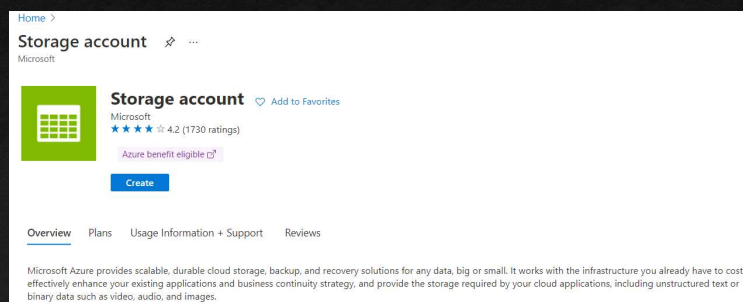 Home >
Storage account ...
Microsoft
Storage account Add to Favorites
Microsoft
4.2 (1730 ratings)
Azure benefit eligible
Create
Overview Plans Usage Information + Support Reviews
Microsoft Azure provides scalable, durable cloud storage, backup, and recovery solutions for any data, big or small. It works with the infrastructure you already have to cost
effectively enhance your existing applications and business continuity strategy, and provide the storage required by your cloud applications, including unstructured text or
binary data such as video, audio, and images.